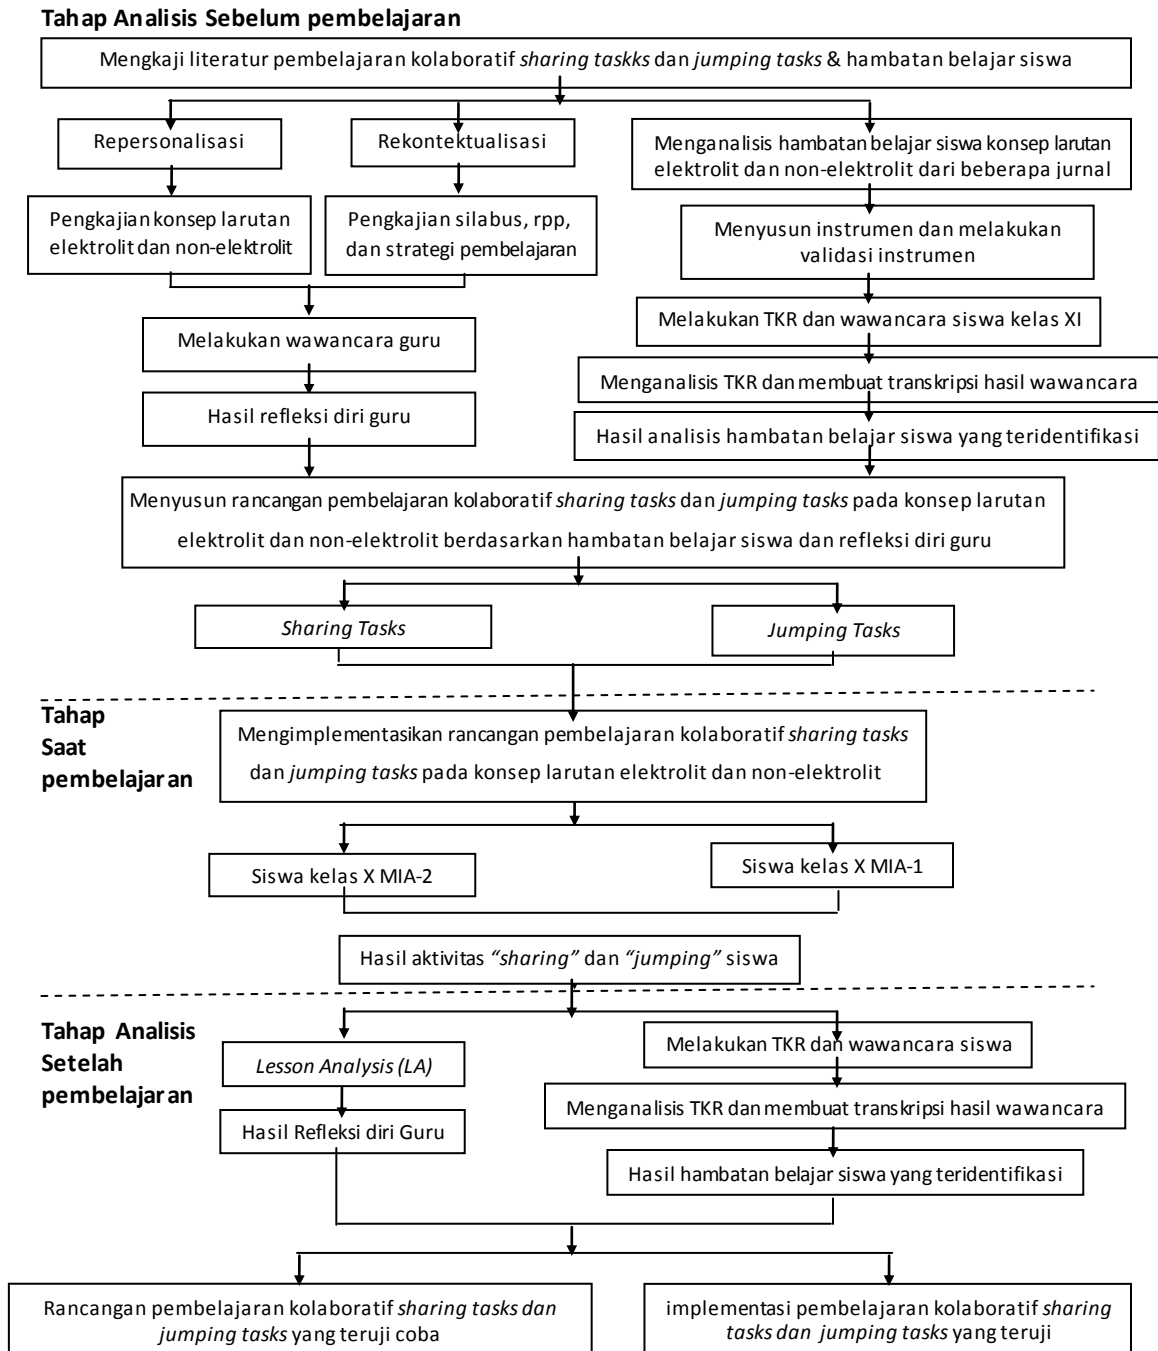 Tahap Analisis Sebelum pembelajaran
Mengkaji literatur pembelajaran kolaboratif sharing taskks dan jumping tasks & hambatan belajar siswa
Repersonalisasi
Rekontektualisasi
Menganalisis hambatan belajar siswa konsep larutan
elektrolit dan non-elektrolit dari beberapa jurnal
Pengkajian konsep larutan
elektrolit dan non-elektrolit
Pengkajian silabus, rpp,
dan strategi pembelajaran
Menyusun instrumen dan melakukan
validasi instrumen
Melakukan wawancara guru
Melakukan TKR dan wawancara siswa kelas XI
Menganalisis TKR dan membuat transkripsi hasil wawancara
Hasil refleksi diri guru
Hasil analisis hambatan belajar siswa yang teridentifikasi
Menyusun rancangan pembelajaran kolaboratif sharing tasks dan jumping tasks pada konsep larutan
elektrolit dan non-elektrolit berdasarkan hambatan belajar siswa dan refleksi diri guru
Sharing Tasks
Jumping Tasks
Tahap
Saat
pembelajaran
Mengimplementasikan rancangan pembelajaran kolaboratif sharing tasks
dan jumping tasks pada konsep larutan elektrolit dan non-elektrolit
Siswa kelas X MIA-2
Siswa kelas X MIA-1
Hasil aktivitas “sharing” dan “jumping” siswa
Tahap Analisis
Setelah
pembelajaran
Lesson Analysis (LA)
Melakukan TKR dan wawancara siswa
Hasil Refleksi diri Guru
Menganalisis TKR dan membuat transkripsi hasil wawancara
Hasil hambatan belajar siswa yang teridentifikasi
Rancangan pembelajaran kolaboratif sharing tasks dan
jumping tasks yang teruji coba
implementasi pembelajaran kolaboratif sharing
tasks dan jumping tasks yang teruji